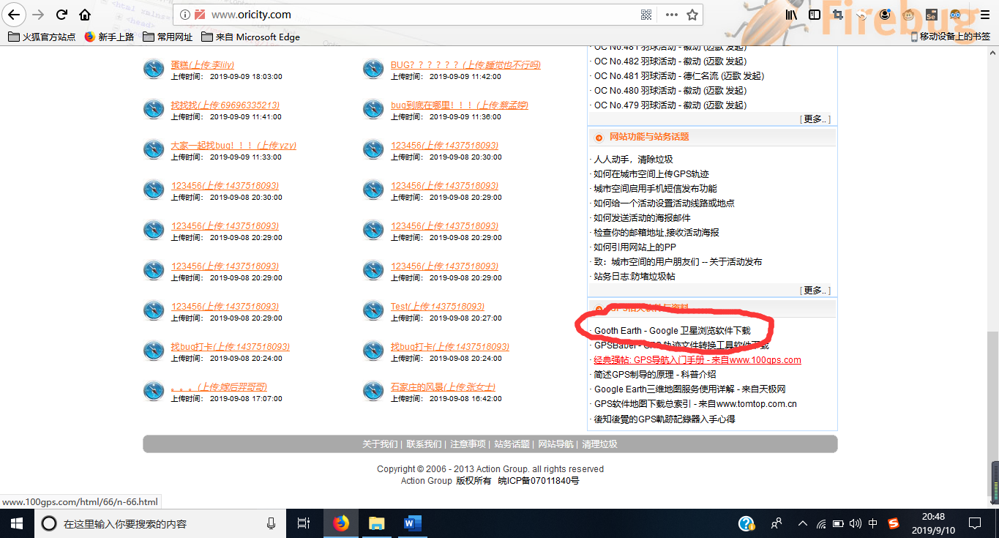 www.oricity.com
Firebug
火狐官方站点 新手上路 常用网址 来自 Microsoft Edge 移动设备上的书签
蛋糕(上传:李lily)
上传时间： 2019-09-09 18:03:00
BUG？？？？？？(上传:睡觉也不行吗)
上传时间： 2019-09-09 11:42:00
找找找(上传:69696335213)
上传时间： 2019-09-09 11:41:00
bug到底在哪里！！！(上传:蔡孟婷)
上传时间： 2019-09-09 11:36:00
大家一起找bug！！！(上传:vzv)
上传时间： 2019-09-09 11:33:00
123456(上传:1437518093)
上传时间： 2019-09-08 20:30:00
123456(上传:1437518093)
上传时间： 2019-09-08 20:30:00
123456(上传:1437518093)
上传时间： 2019-09-08 20:29:00
123456(上传:1437518093)
上传时间： 2019-09-08 20:29:00
123456(上传:1437518093)
上传时间： 2019-09-08 20:29:00
123456(上传:1437518093)
上传时间： 2019-09-08 20:29:00
123456(上传:1437518093)
上传时间： 2019-09-08 20:29:00
123456(上传:1437518093)
上传时间： 2019-09-08 20:29:00
Test(上传:1437518093)
上传时间： 2019-09-08 20:27:00
找bug打卡(上传:1437518093)
上传时间： 2019-09-08 20:24:00
找bug打卡(上传:1437518093)
上传时间： 2019-09-08 20:24:00
。。。(上传:嫁后羿哥哥)
上传时间： 2019-09-08 17:07:00
石家庄的风景(上传:张女士)
上传时间： 2019-09-08 16:42:00
· OC No.481 羽球活动 - 徽动 (迈歌 发起)
· OC No.482 羽球活动 - 徽动 (迈歌 发起)
· OC No.481 羽球活动 - 德仁名流 (迈歌 发起)
· OC No.480 羽球活动 - 徽动 (迈歌 发起)
· OC No.479 羽球活动 - 徽动 (迈歌 发起)
[ 更多.. ]
网站功能与站务话题
· 人人动手，清除垃圾
· 如何在城市空间上传GPS轨迹
· 城市空间启用手机短信发布功能
· 如何给一个活动设置活动线路或地点
· 如何发送活动的海报邮件
· 检查你的邮箱地址,接收活动海报
· 如何引用网站上的PP
· 致：城市空间的用户朋友们 -- 关于活动发布
· 站务日志:防堵垃圾帖
[ 更多.. ]
GPS相关软件与资料
· Gooth Earth - Google 卫星浏览软件下载
· GPSBabel - GPS 轨迹文件转换工具软件下载
· 经典强帖: GPS导航入门手册 - 来自www.100gps.com
· 简述GPS制导的原理 - 科普介绍
· Google Earth三维地图服务使用详解 - 来自天极网
· GPS软件地图下载总索引 - 来自www.tomtop.com.cn
· 後知後覺的GPS軌跡記錄器入手心得
关于我们 | 联系我们 | 注意事项 | 站务话题 | 网站导航 | 清理垃圾
Copyright © 2006 - 2013 Action Group. all rights reserved
Action Group 版权所有 皖ICP备07011840号
www.100gps.com/html/66/n-66.html
在这里输入你要搜索的内容
中
20:48
2019/9/10